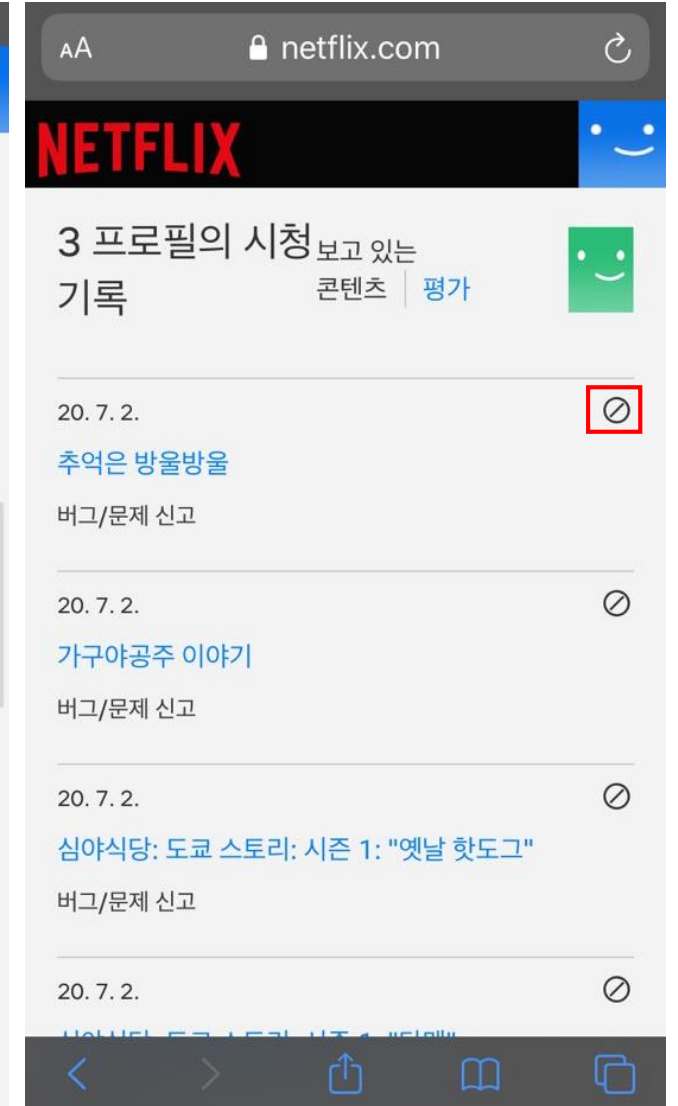 AA netflix.com
NETFLIX
3 프로필의 시청
기록
보고 있는
콘텐츠 | 평가
20. 7. 2.
추억은 방울방울
버그/문제 신고
20. 7. 2.
가구야공주 이야기
버그/문제 신고
20. 7. 2.
심야식당: 도쿄 스토리: 시즌 1: "옛날 핫도그"
버그/문제 신고
20. 7. 2.